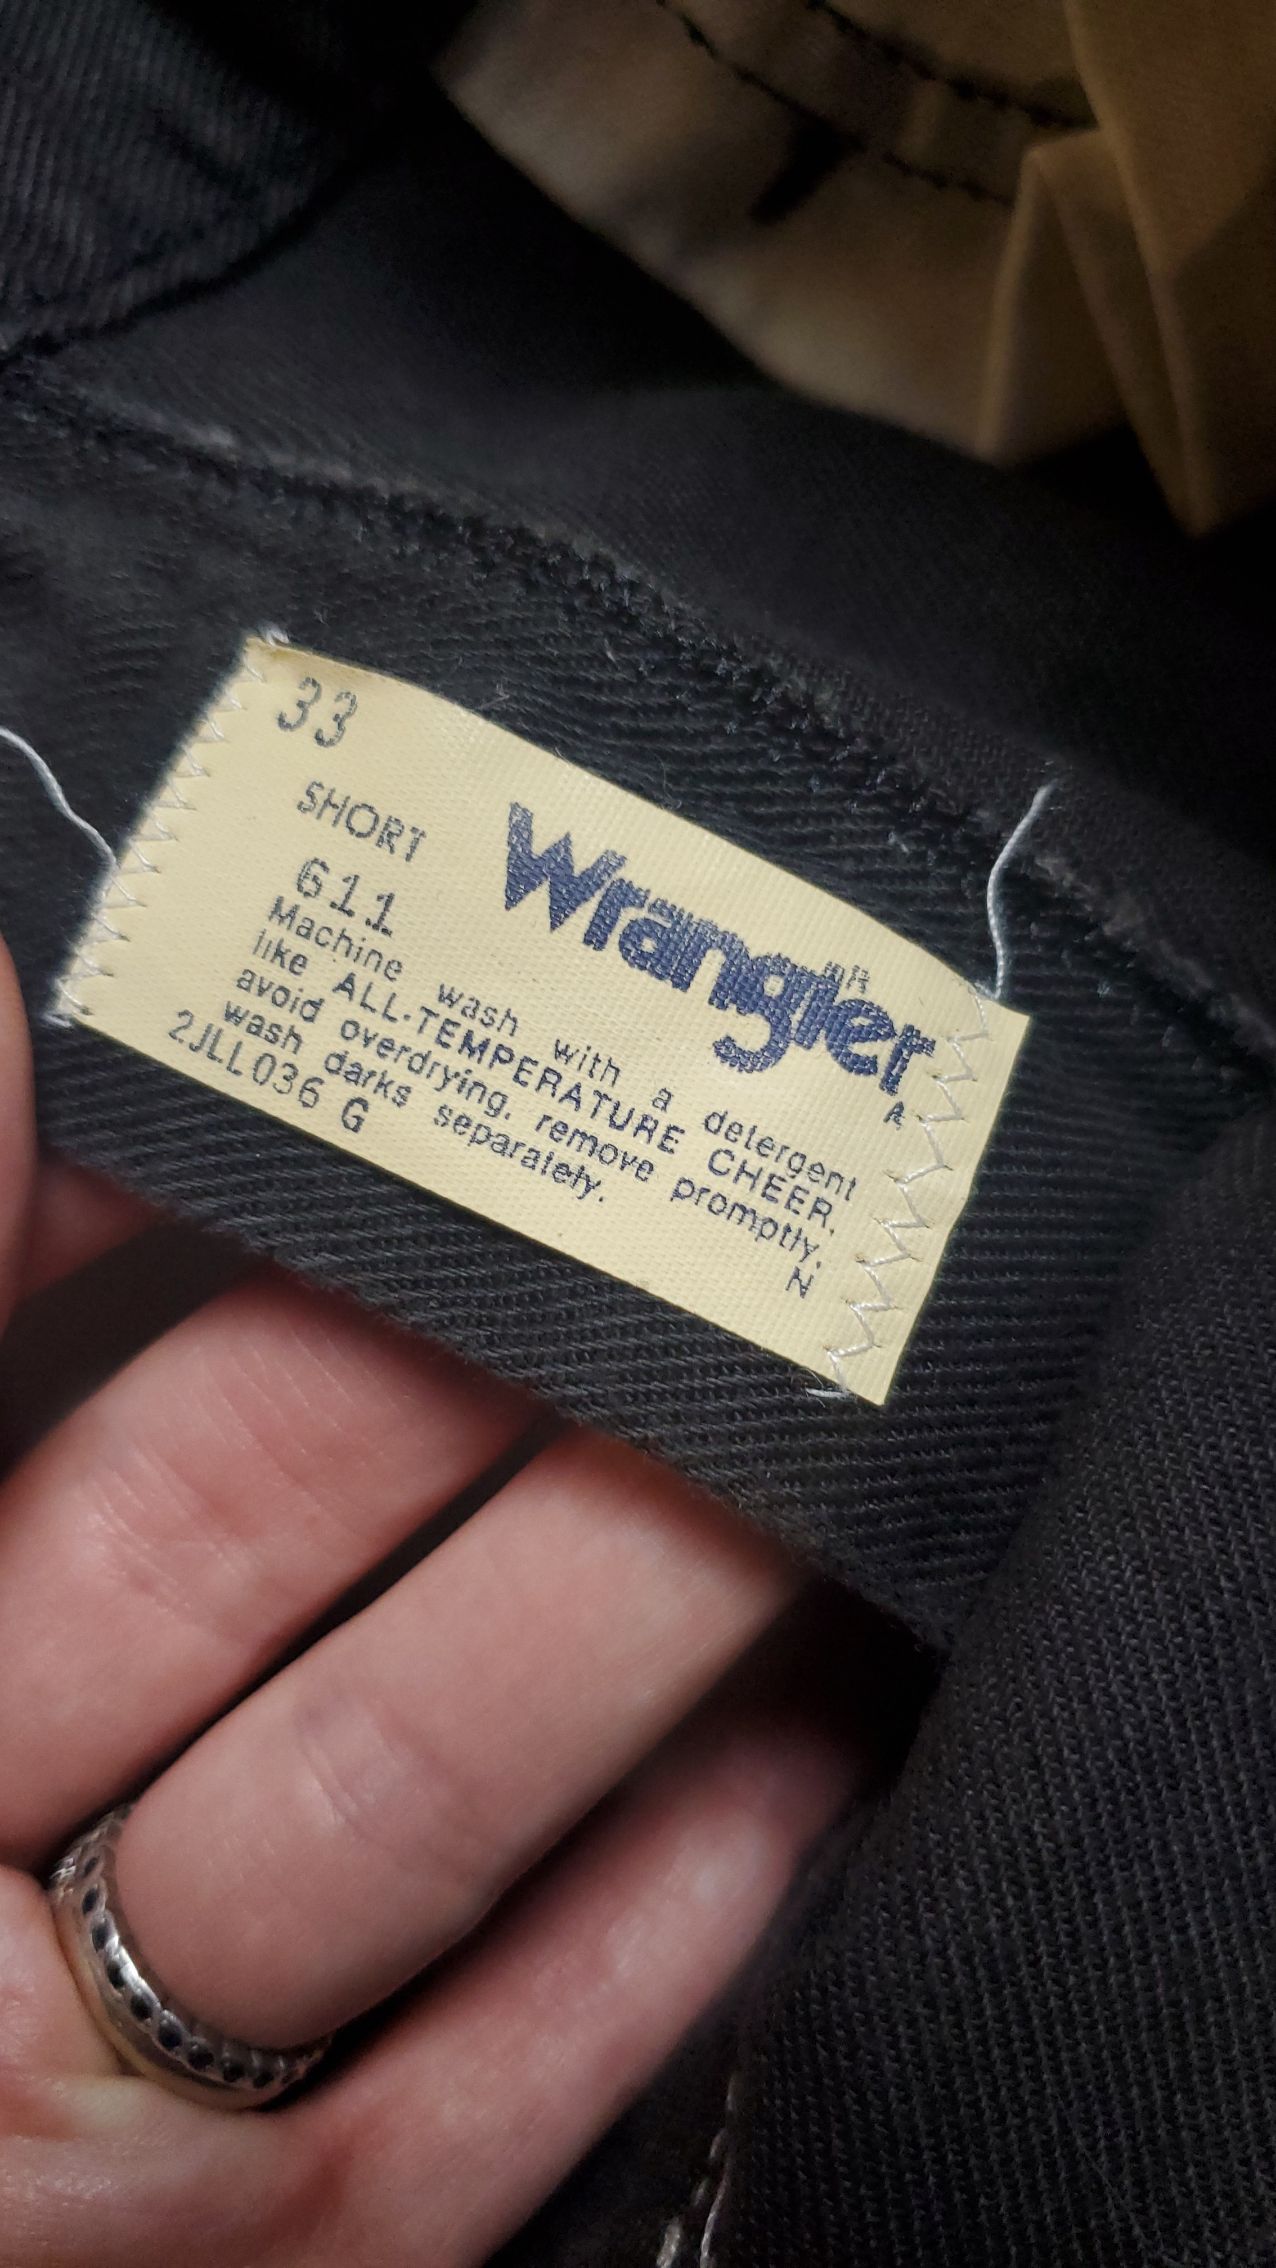 33
SHORT
611
Wrangler
R
Machine wash with a detergent
like ALL-TEMPERATURE CHEER.
avoid overdrying. remove promptly.
wash darks separately.
N
2JLL036 G